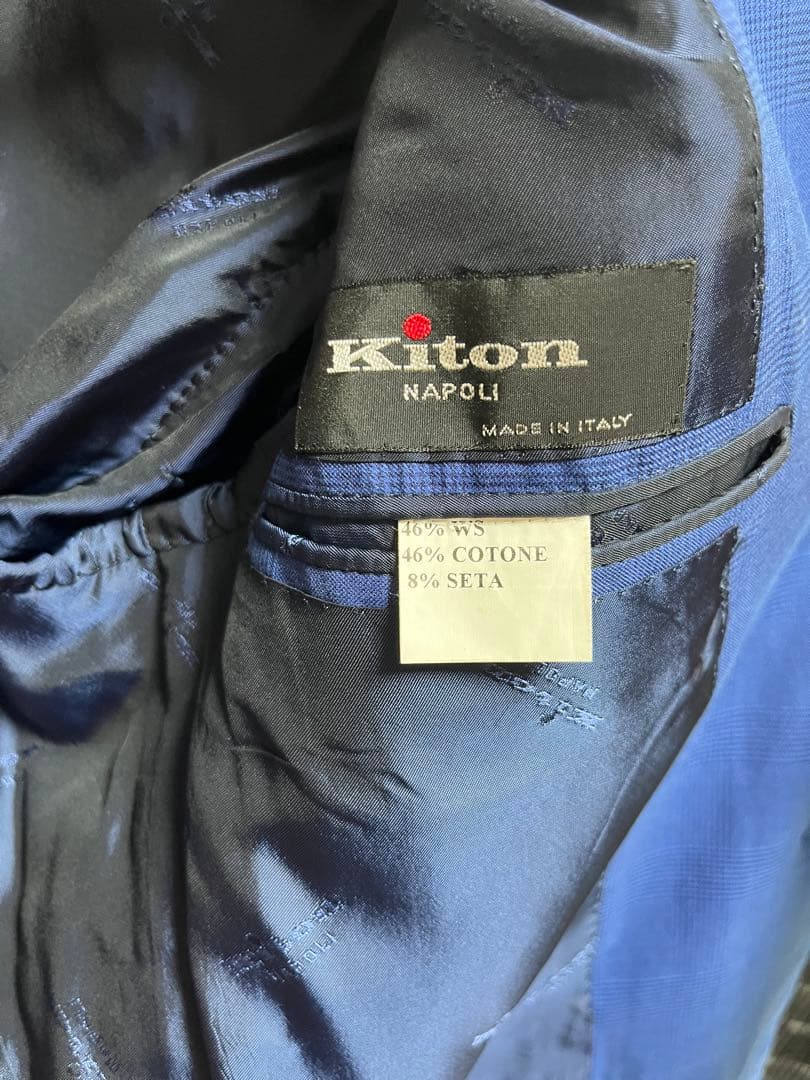 Kiton
NAPOLI
MADE IN ITALY
46% WS
46% COTONE
8% SETA